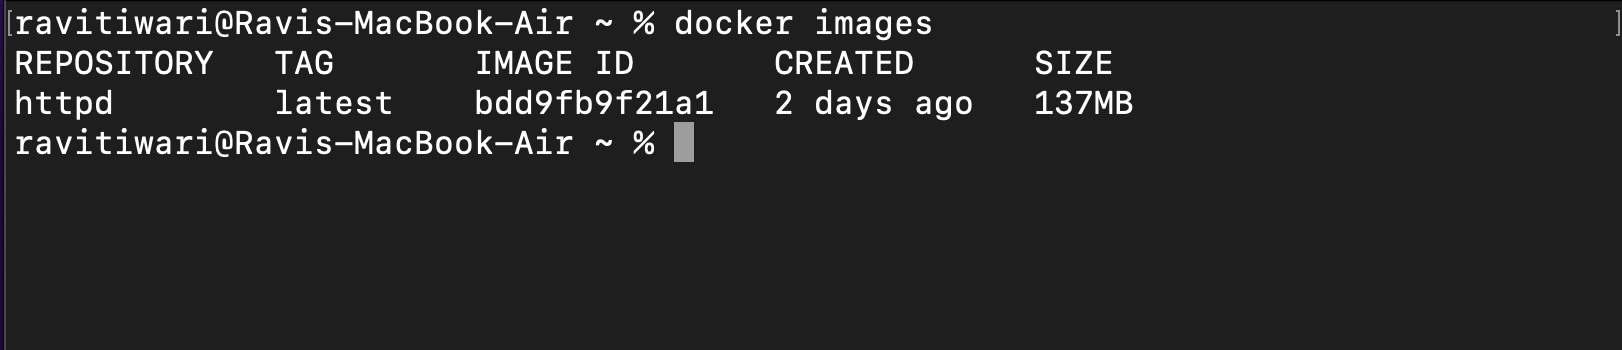 [ravitiwari@Ravis-MacBook-Air ~ % docker images ]
REPOSITORY   TAG       IMAGE ID       CREATED      SIZE
httpd        latest    bdd9fb9f21a1   2 days ago   137MB
ravitiwari@Ravis-MacBook-Air ~ %